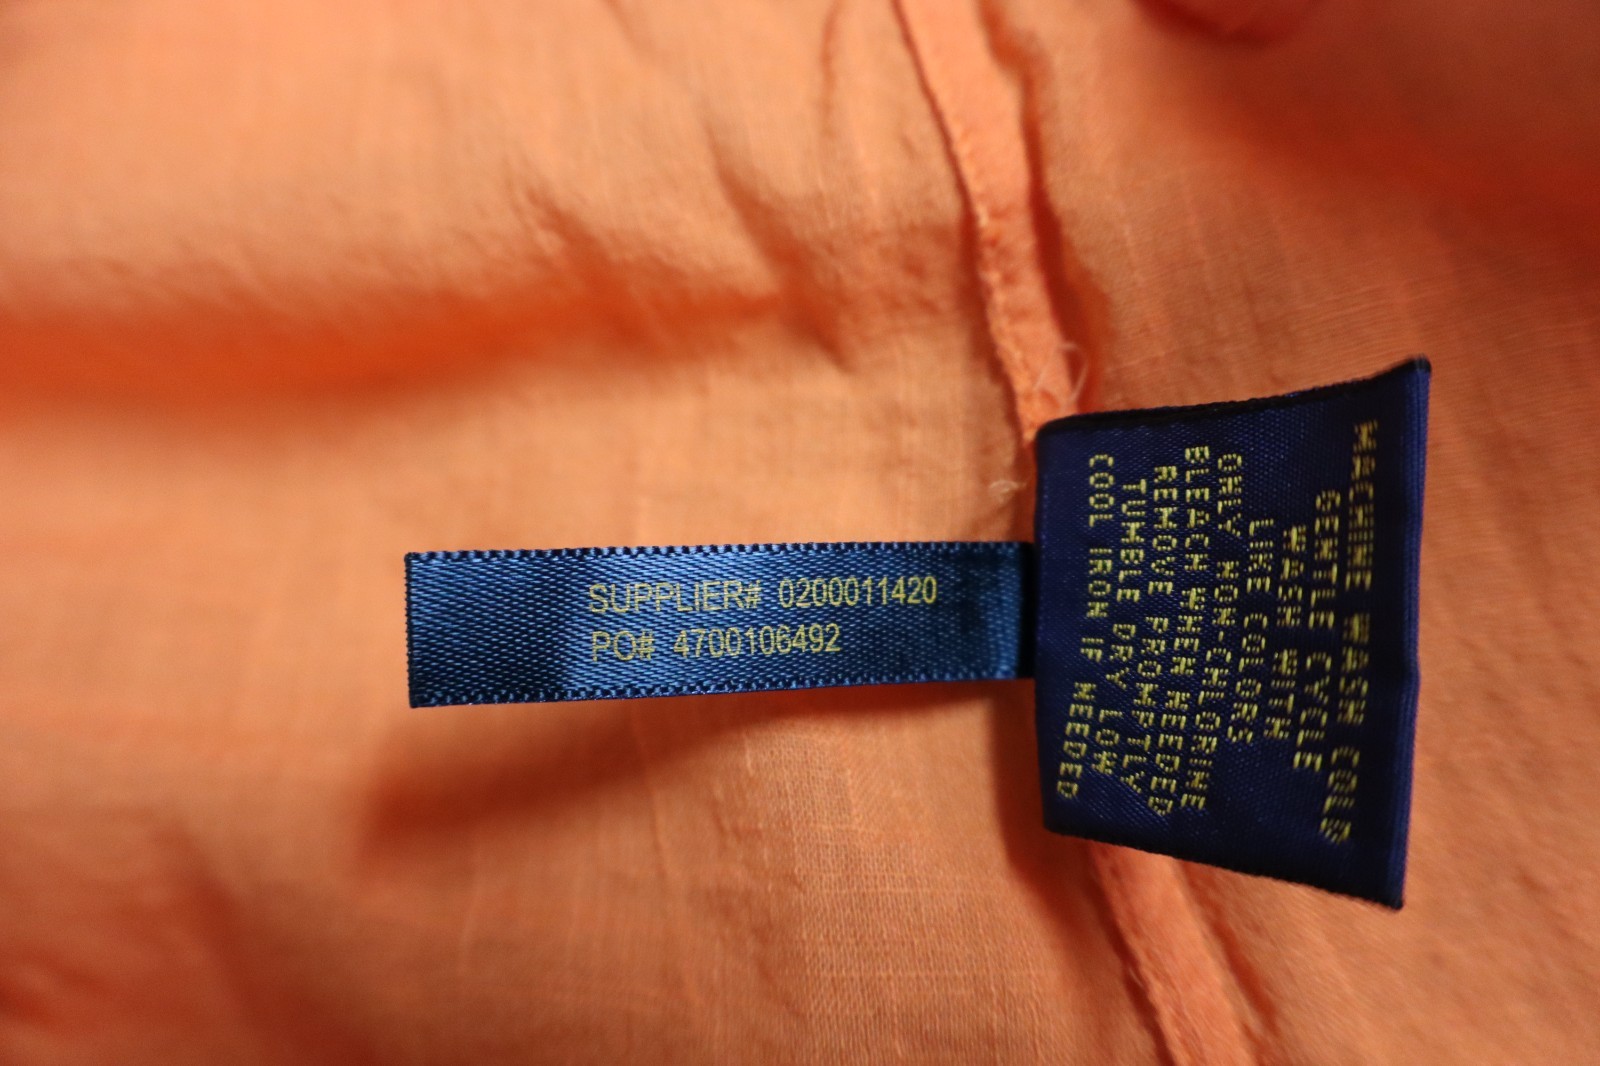 SUPPLIER# 0200011420
PO# 4700106492
MACHINE WASH COLD
GENTLE CYCLE
WASH WITH
LIKE COLORS
ONLY NON-CHLORINE
BLEACH WHEN NEEDED
REMOVE PROMPTLY
TUMBLE DRY LOW
COOL IRON IF NEEDED